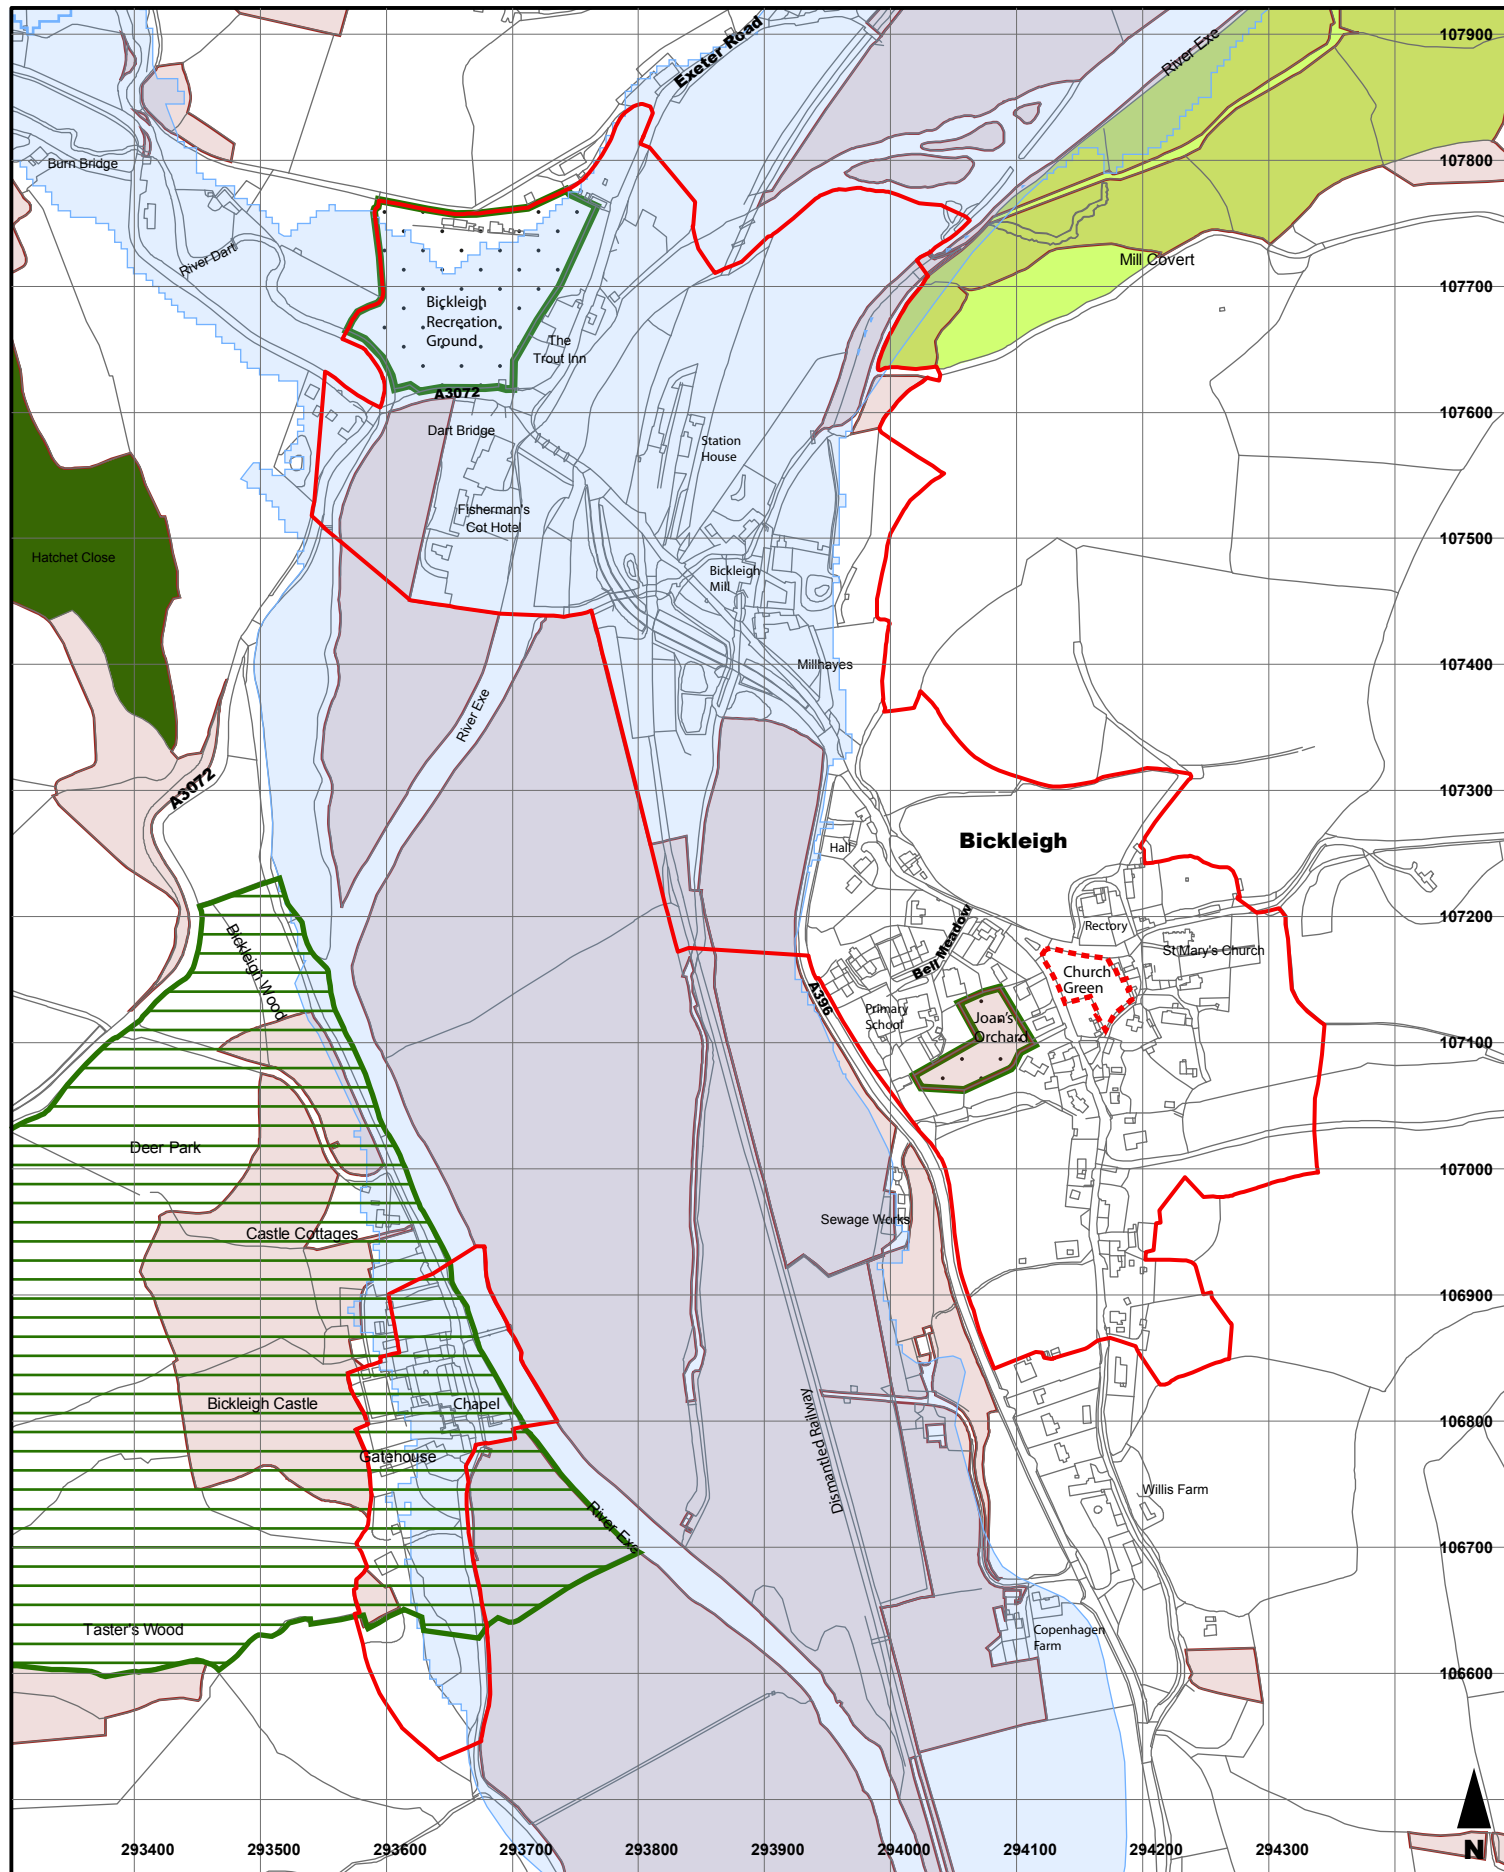 107900
Exeter Road
River Exe
Burn Bridge
107800
River Dart
Mill Covert
107700
Bickleigh
Recreation
Ground
The
Trout Inn
A3072
107600
Dart Bridge
Station
House
Fisherman's
Cot Hotel
107500
Hatchet Close
Bickleigh
Mill
Millhayes
107400
River Exe
A3072
107300
Bickleigh
Hall
107200
Bell Meadow
Rectory
St Mary's Church
Bickleigh Wood
Church
Green
A396
Primary
School
Joan's
Orchard
107100
Deer Park
107000
Castle Cottages
Sewage Works
106900
Bickleigh Castle
Chapel
Dismantled Railway
106800
Gatehouse
Willis Farm
River Exe
106700
Taster's Wood
Copenhagen
Farm
106600
N
293400
293500
293600
293700
293800
293900
294000
294100
294200
294300